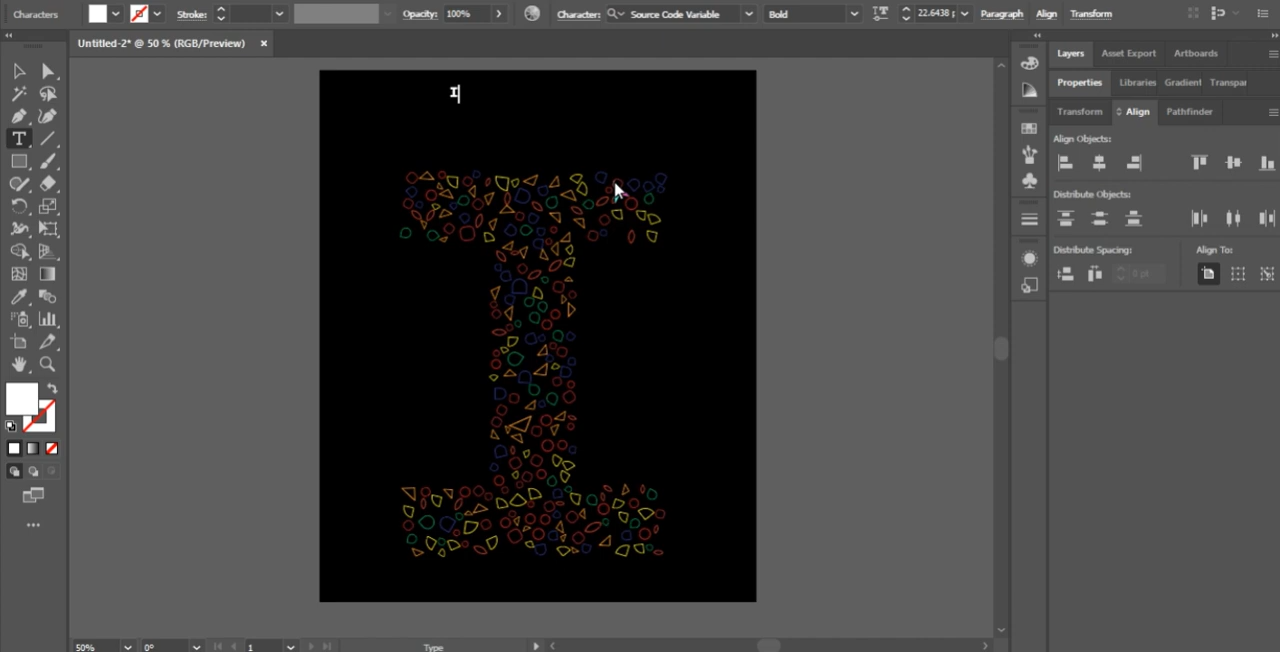 Characters Stroke: Opacity: 100% Character: Source Code Variable Bold 22.6438 p Paragraph Align Transform
Untitled-2* @ 50 % (RGB/Preview) ×
Layers Asset Export Artboards
Properties Libraries Gradient Transpar
Transform Align Pathfinder
Align Objects:
Distribute Objects:
Distribute Spacing: Align To:
0 pt
I
I
50% 0° 1 Type